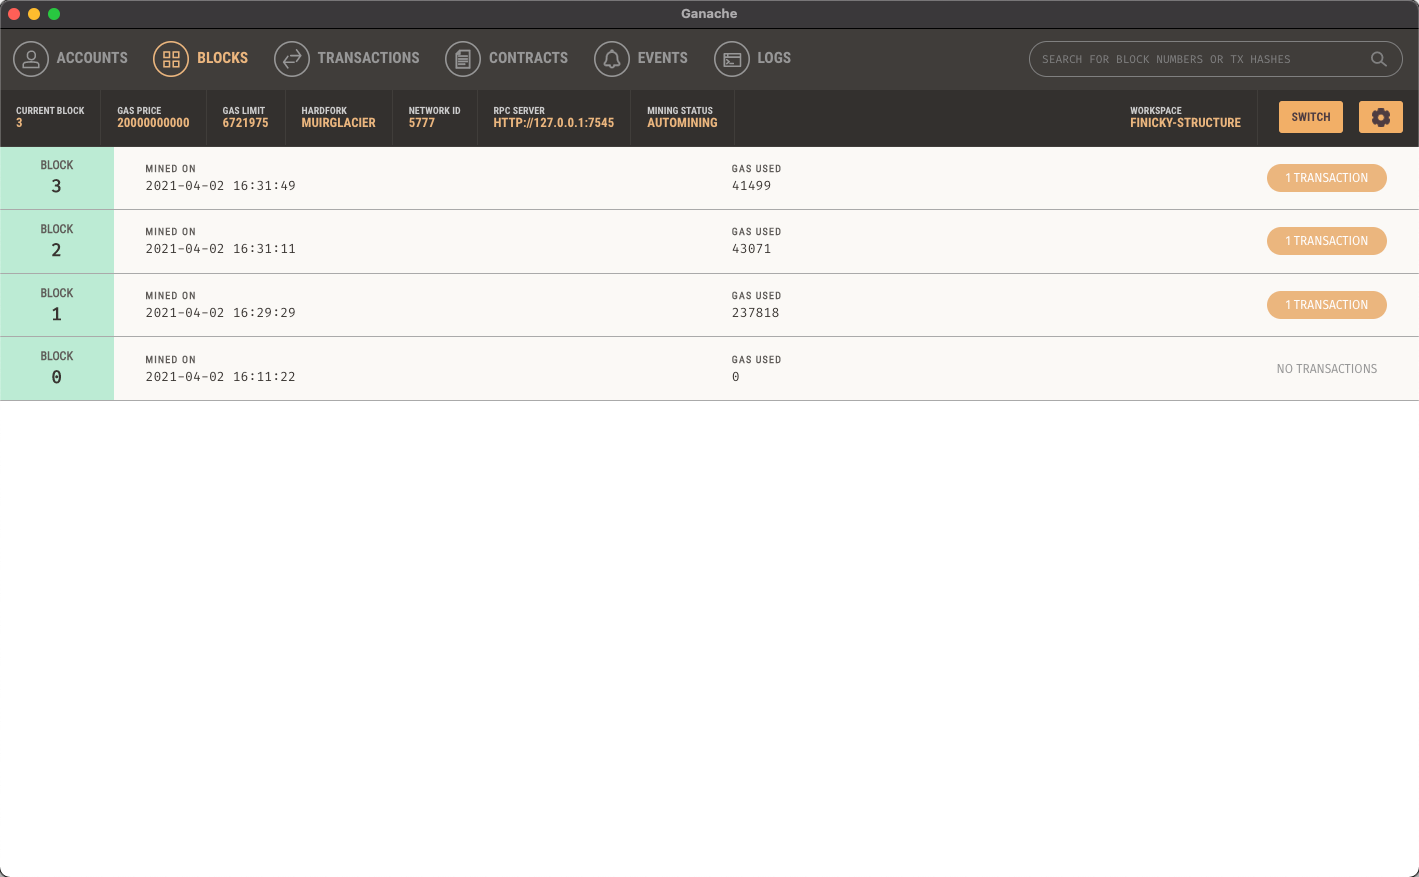 Ganache
ACCOUNTS BLOCKS TRANSACTIONS CONTRACTS EVENTS LOGS SEARCH FOR BLOCK NUMBERS OR TX HASHES
CURRENT BLOCK GAS PRICE GAS LIMIT HARDFORK NETWORK ID RPC SERVER MINING STATUS WORKSPACE
3 20000000000 6721975 MUIRGLACIER 5777 HTTP://127.0.0.1:7545 AUTOMINING FINICKY-STRUCTURE SWITCH
BLOCK MINED ON GAS USED
3 2021-04-02 16:31:49 41499 1 TRANSACTION
BLOCK MINED ON GAS USED
2 2021-04-02 16:31:11 43071 1 TRANSACTION
BLOCK MINED ON GAS USED
1 2021-04-02 16:29:29 237818 1 TRANSACTION
BLOCK MINED ON GAS USED
0 2021-04-02 16:11:22 0 NO TRANSACTIONS